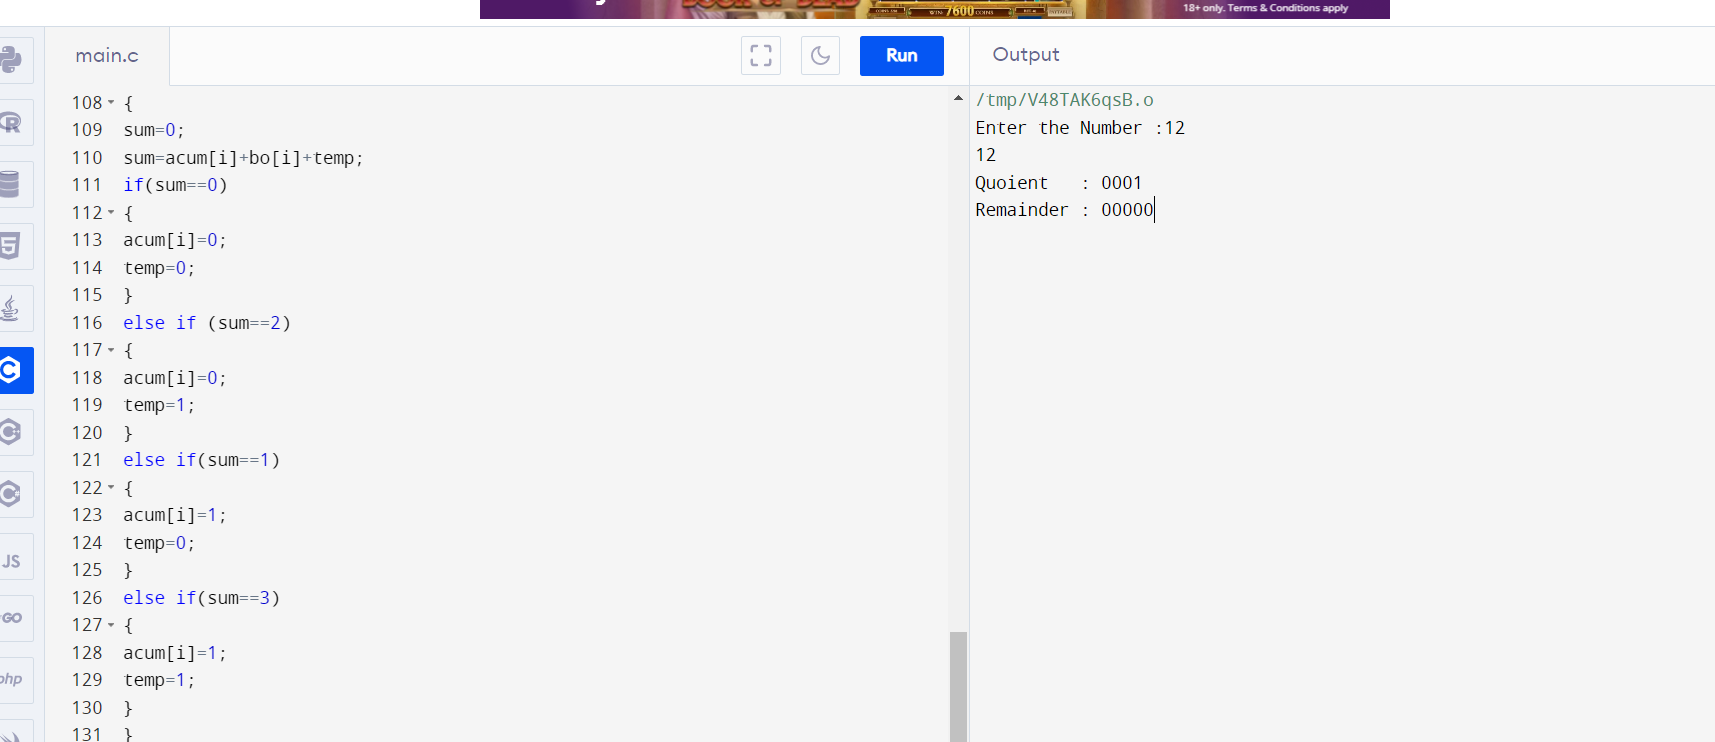 WIN: 7600 COINS
18+ only. Terms & Conditions apply
main.c
Run
Output
108 {
109 sum=0;
110 sum=acum[i]+bo[i]+temp;
111 if(sum==0)
112 {
113 acum[i]=0;
114 temp=0;
115 }
116 else if (sum==2)
117 {
118 acum[i]=0;
119 temp=1;
120 }
121 else if(sum==1)
122 {
123 acum[i]=1;
124 temp=0;
125 }
126 else if(sum==3)
127 {
128 acum[i]=1;
129 temp=1;
130 }
131 }
/tmp/V48TAK6qsB.o
Enter the Number :12
12
Quoient : 0001
Remainder : 00000
R
5
C
C
C
JS
GO
php